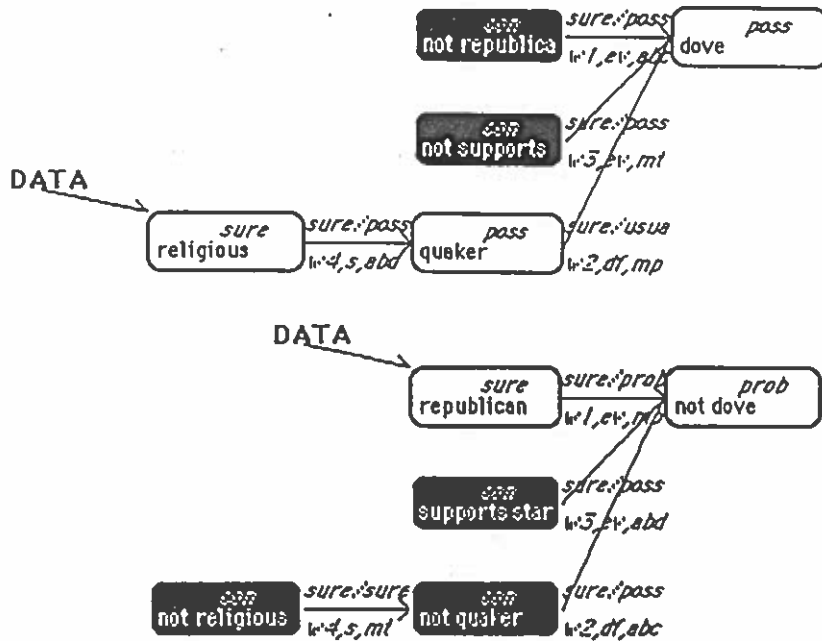 con sure:/poss poss
not republica dove
w1,ev,abc
con sure:/poss
not supports
w3,ev,mt
DATA
sure sure:/poss poss sure:/usua
religious quaker
w4,s,abd w2,df,mp
DATA
sure sure:/prob prob
republican not dove
w1,ev,mp
con sure:/poss
supports star
w3,ev,abd
con sure:/sure con sure:/poss
not religious not quaker
w4,s,mt w2,df,abc